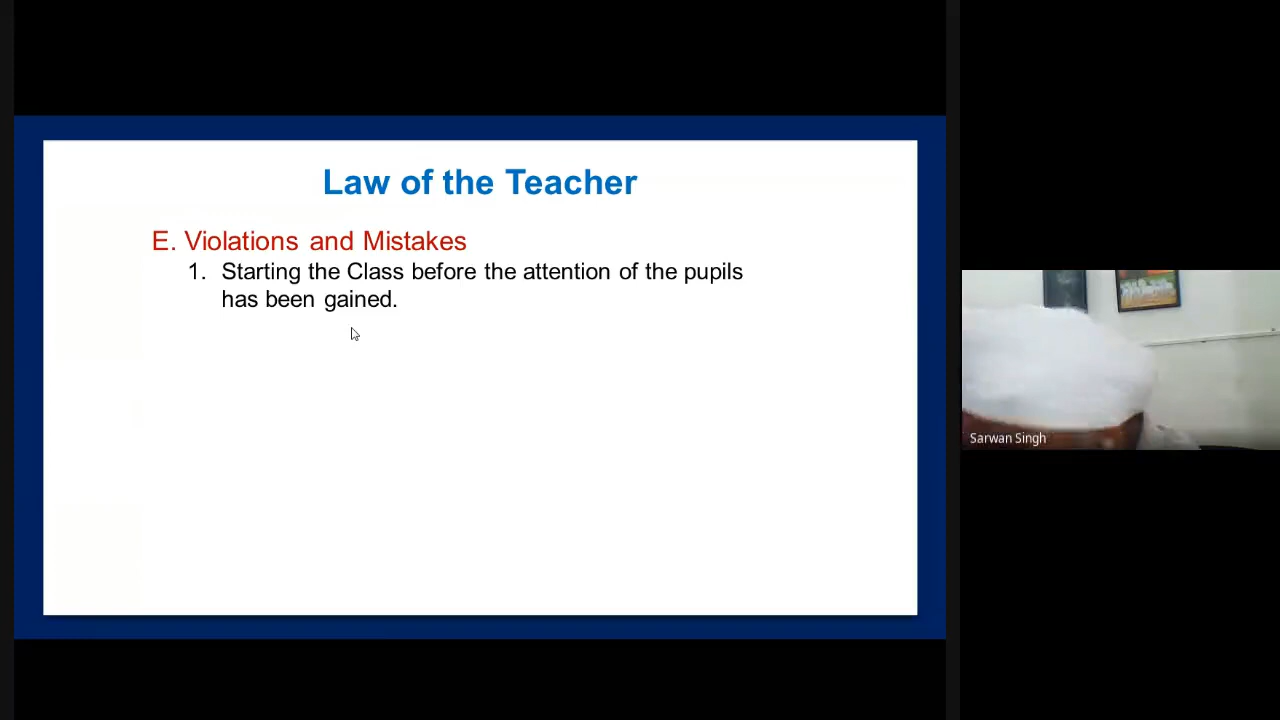 Law of the Teacher
E. Violations and Mistakes
1. Starting the Class before the attention of the pupils
has been gained.
Sarwan Singh